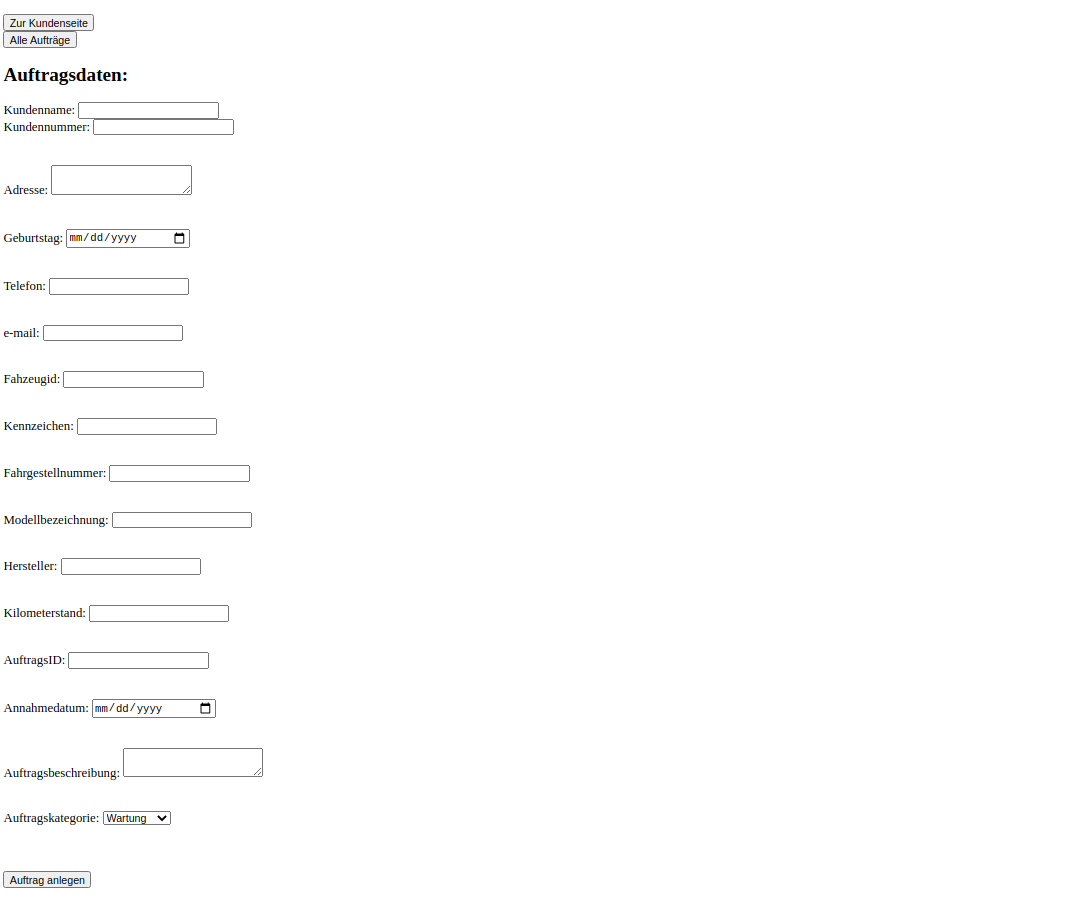 Zur Kundenseite
Alle Aufträge
Auftragsdaten:
Kundenname:
Kundennummer:
Adresse:
Geburtstag: mm/dd/yyyy
Telefon:
e-mail:
Fahzeugid:
Kennzeichen:
Fahrgestellnummer:
Modellbezeichnung:
Hersteller:
Kilometerstand:
AuftragsID:
Annahmedatum: mm/dd/yyyy
Auftragsbeschreibung:
Auftragskategorie: Wartung
Auftrag anlegen